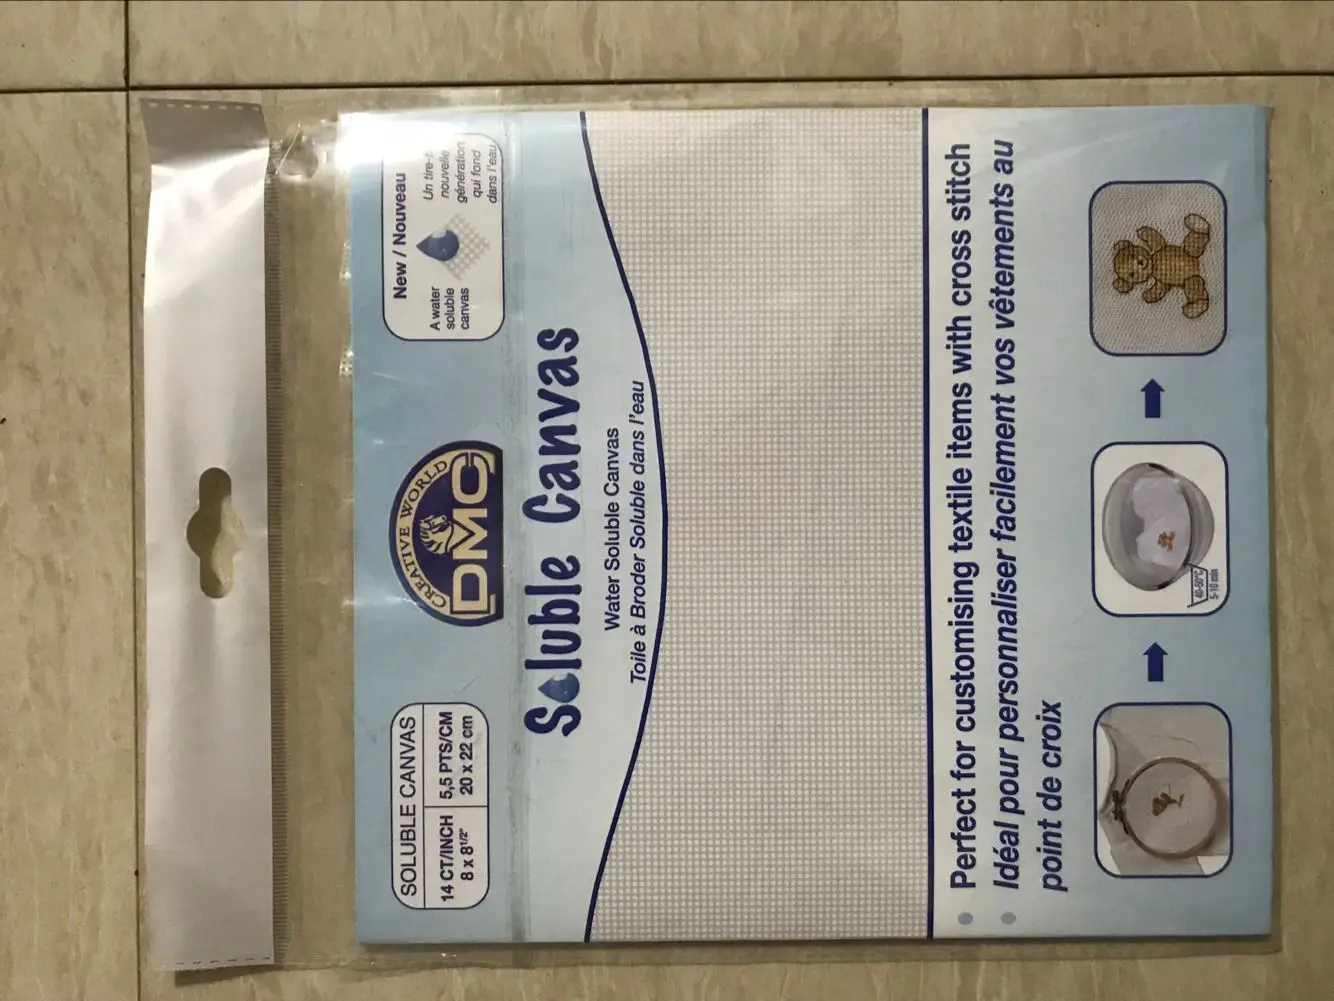 SOLUBLE CANVAS
14 CT/INCH
8 x 8 1/2"
5,5 PTS/CM
20 x 22 cm
CREATIVE WORLD
DMC
New / Nouveau
A water
soluble
canvas
Un tire-
nouvelle
génération
qui fond
dans l'eau
Soluble Canvas
Water Soluble Canvas
Toile à Broder Soluble dans l'eau
Perfect for customising textile items with cross stitch
Idéal pour personnaliser facilement vos vêtements au
point de croix
40-50°C
5-10 min